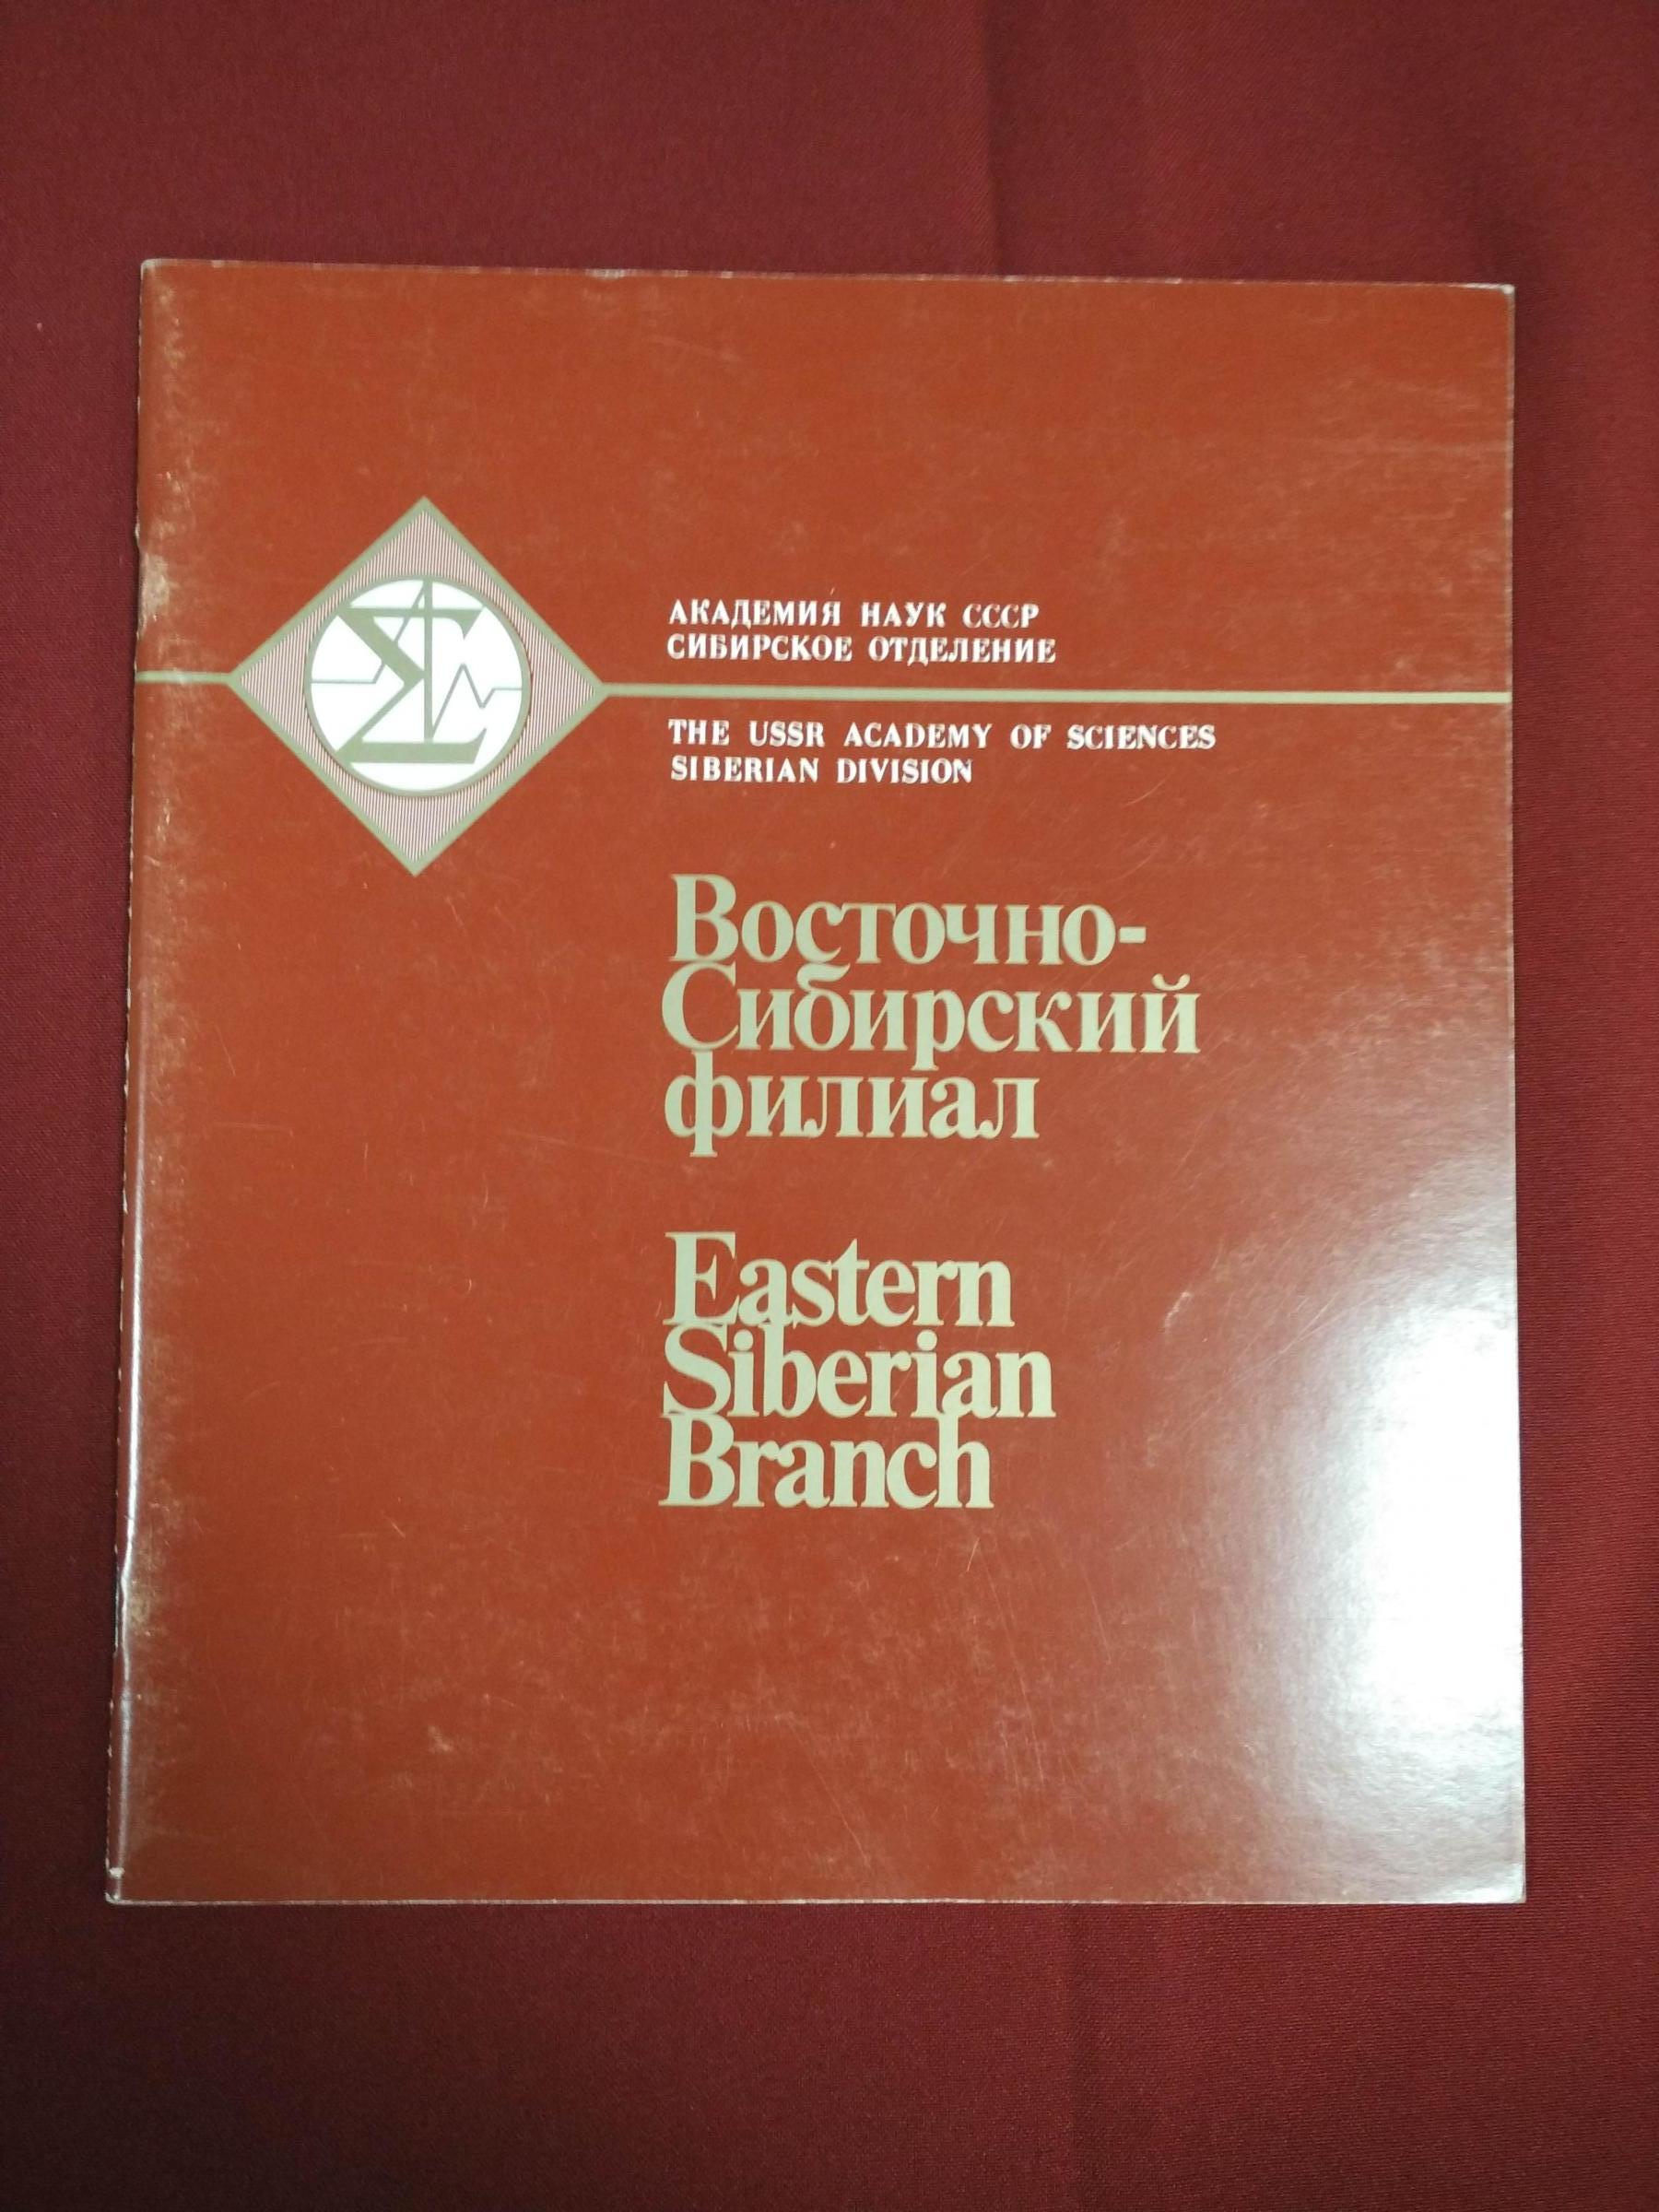 АКАДЕМИЯ НАУК СССР
СИБИРСКОЕ ОТДЕЛЕНИЕ
THE USSR ACADEMY OF SCIENCES
SIBERIAN DIVISION
Восточно-
Сибирский
филиал
Eastern
Siberian
Branch